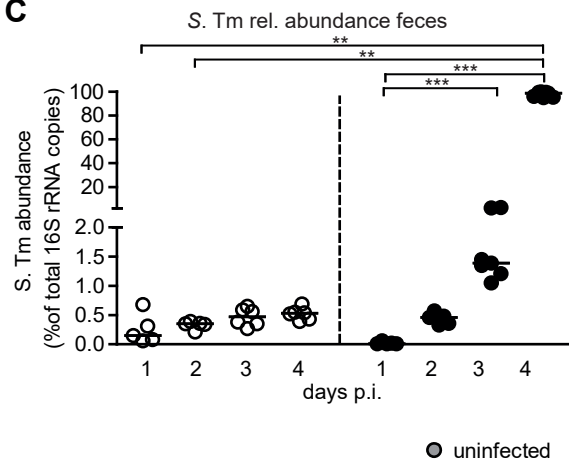 C
S. Tm rel. abundance feces
**
**
***
***
S. Tm abundance
(%of total 16S rRNA copies)
100
80
60
40
20
2.0
1.5
1.0
0.5
0.0
1 2 3 4 1 2 3 4
days p.i.
uninfected